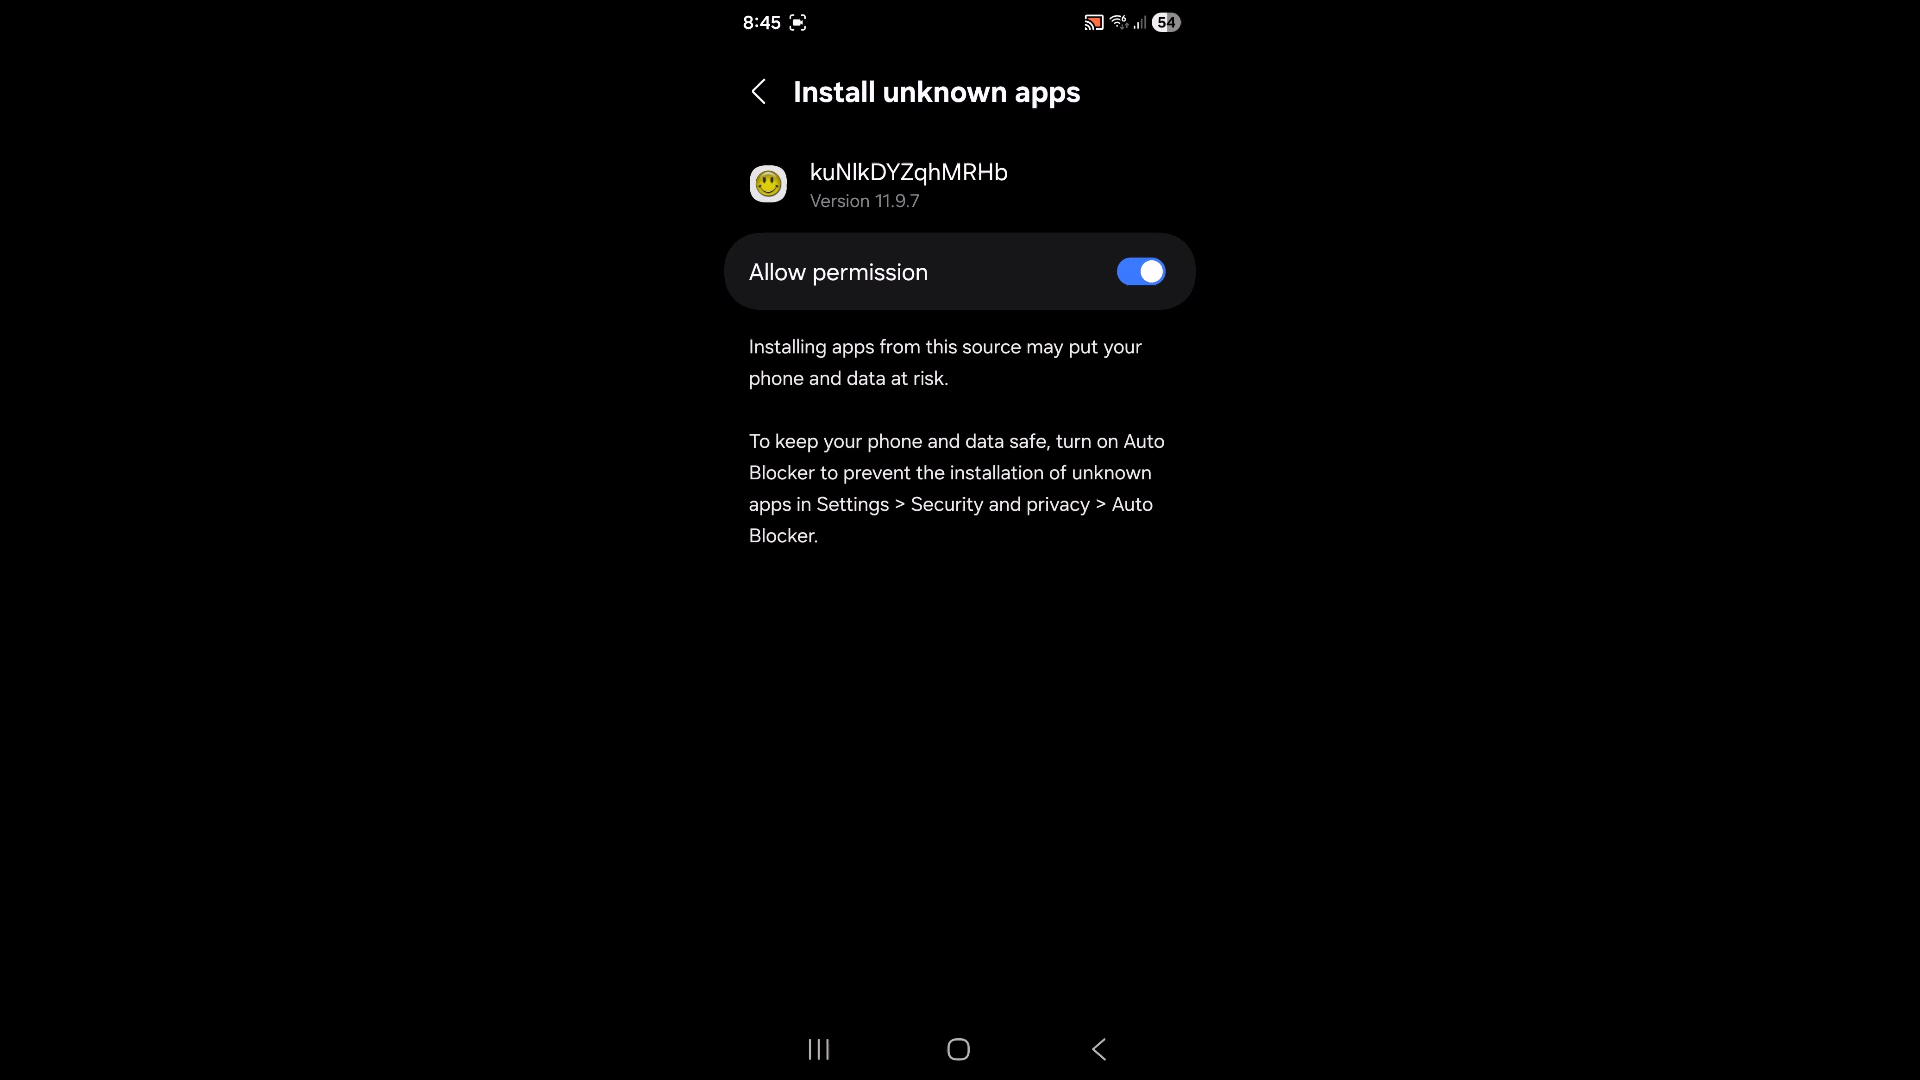 8:45
54
Install unknown apps
kuNlkDYZqhMRHb
Version 11.9.7
Allow permission
Installing apps from this source may put your
phone and data at risk.
To keep your phone and data safe, turn on Auto
Blocker to prevent the installation of unknown
apps in Settings > Security and privacy > Auto
Blocker.